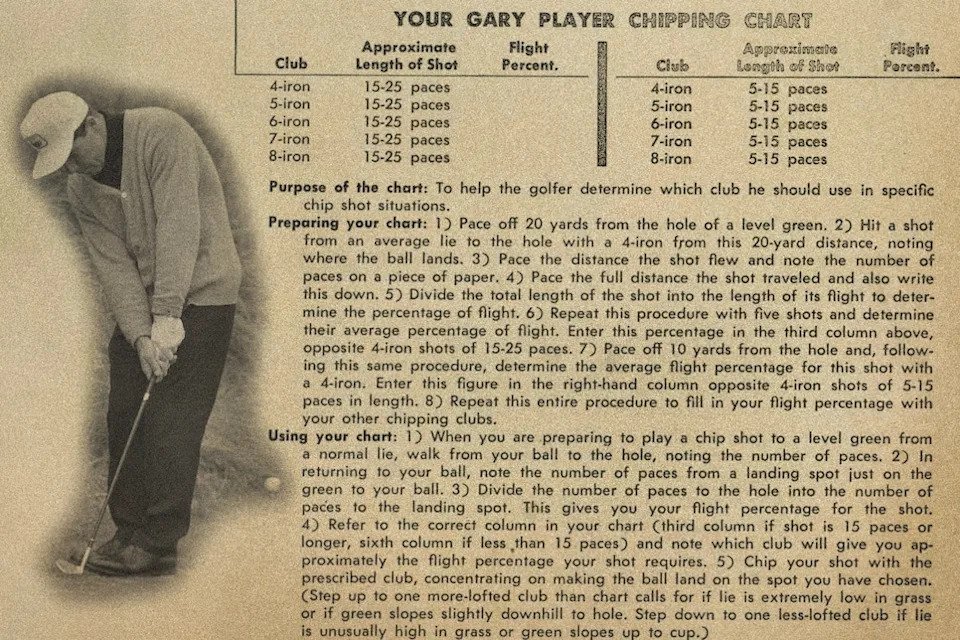 YOUR GARY PLAYER CHIPPING CHART
Club Approximate Length of Shot Flight Percent. Club Approximate Length of Shot Flight Percent.
4-iron 15-25 paces 4-iron 5-15 paces
5-iron 15-25 paces 5-iron 5-15 paces
6-iron 15-25 paces 6-iron 5-15 paces
7-iron 15-25 paces 7-iron 5-15 paces
8-iron 15-25 paces 8-iron 5-15 paces
Purpose of the chart: To help the golfer determine which club he should use in specific
chip shot situations.
Preparing your chart: 1) Pace off 20 yards from the hole of a level green. 2) Hit a shot
from an average lie to the hole with a 4-iron from this 20-yard distance, noting
where the ball lands. 3) Pace the distance the shot flew and note the number of
paces on a piece of paper. 4) Pace the full distance the shot traveled and also write
this down. 5) Divide the total length of the shot into the length of its flight to deter-
mine the percentage of flight. 6) Repeat this procedure with five shots and determine
their average percentage of flight. Enter this percentage in the third column above,
opposite 4-iron shots of 15-25 paces. 7) Pace off 10 yards from the hole and, follow-
ing this same procedure, determine the average flight percentage for this shot with
a 4-iron. Enter this figure in the right-hand column opposite 4-iron shots of 5-15
paces in length. 8) Repeat this entire procedure to fill in your flight percentage with
your other chipping clubs.
Using your chart: 1) When you are preparing to play a chip shot to a level green from
a normal lie, walk from your ball to the hole, noting the number of paces. 2) In
returning to your ball, note the number of paces from a landing spot just on the
green to your ball. 3) Divide the number of paces to the hole into the number of
paces to the landing spot. This gives you your flight percentage for the shot.
4) Refer to the correct column in your chart (third column if shot is 15 paces or
longer, sixth column if less than 15 paces) and note which club will give you ap-
proximately the flight percentage your shot requires. 5) Chip your shot with the
prescribed club, concentrating on making the ball land on the spot you have chosen.
(Step up to one more-lofted club than chart calls for if lie is extremely low in grass
or if green slopes slightly downhill to hole. Step down to one less-lofted club if lie
is unusually high in grass or green slopes up to cup.)